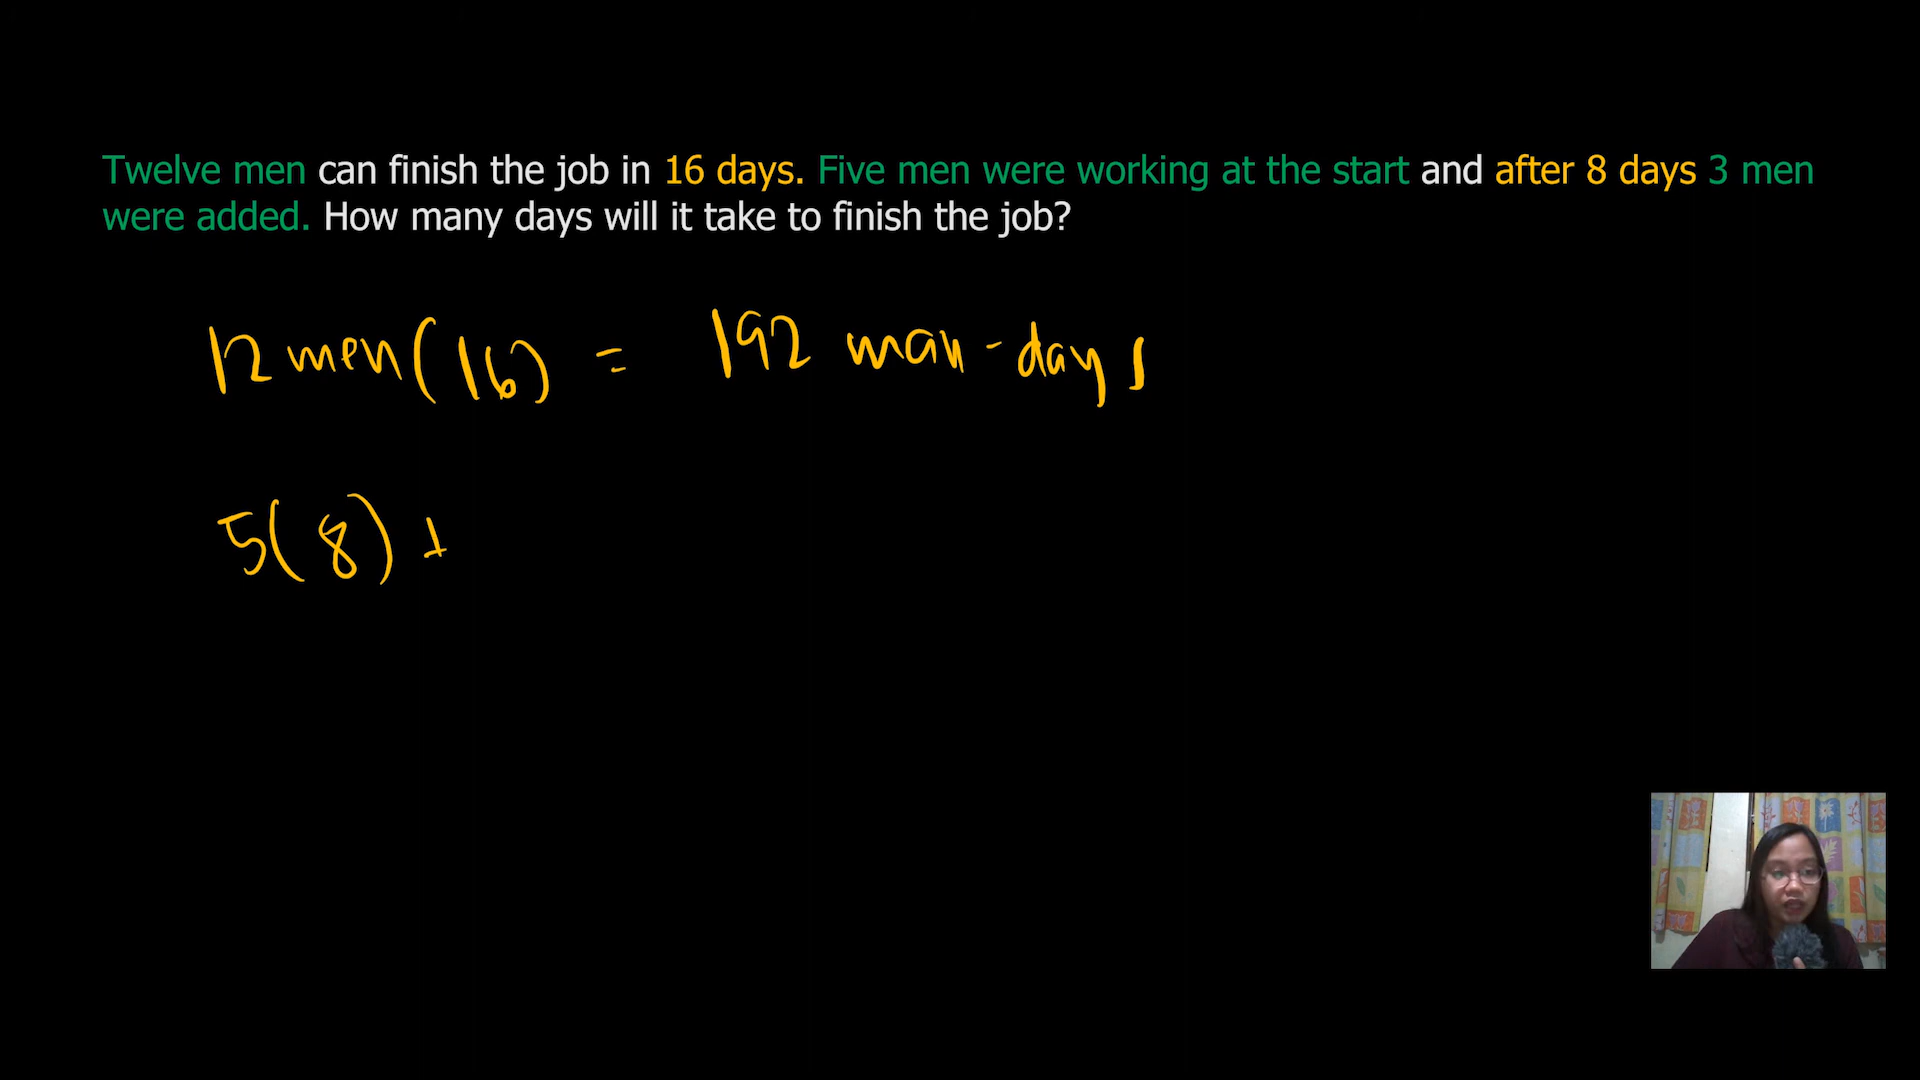 Twelve men can finish the job in 16 days. Five men were working at the start and after 8 days 3 men
were added. How many days will it take to finish the job?
12 men (16) = 192 man-days
5(8) +